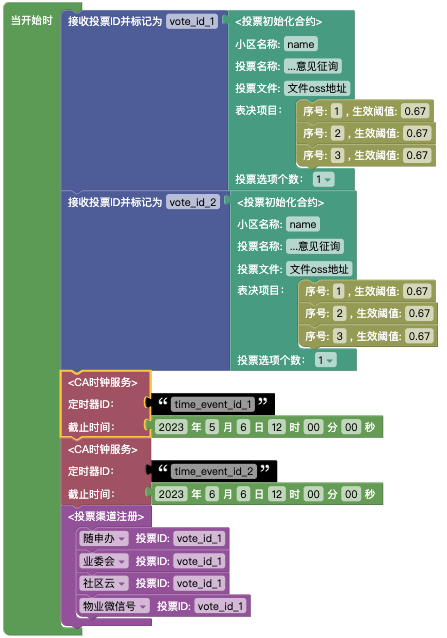 当开始时 接收投票ID并标记为 vote_id_1 <投票初始化合约>
小区名称: name
投票名称: ...意见征询
投票文件: 文件oss地址
表决项目: 序号: 1 , 生效阈值: 0.67
序号: 2 , 生效阈值: 0.67
序号: 3 , 生效阈值: 0.67
投票选项个数: 1
接收投票ID并标记为 vote_id_2 <投票初始化合约>
小区名称: name
投票名称: ...意见征询
投票文件: 文件oss地址
表决项目: 序号: 1 , 生效阈值: 0.67
序号: 2 , 生效阈值: 0.67
序号: 3 , 生效阈值: 0.67
投票选项个数: 1
<CA时钟服务>
定时器ID: “ time_event_id_1 ”
截止时间: 2023 年 5 月 6 日 12 时 00 分 00 秒
<CA时钟服务>
定时器ID: “ time_event_id_2 ”
截止时间: 2023 年 6 月 6 日 12 时 00 分 00 秒
<投票渠道注册>
随申办 投票ID: vote_id_1
业委会 投票ID: vote_id_1
社区云 投票ID: vote_id_1
物业微信号 投票ID: vote_id_1